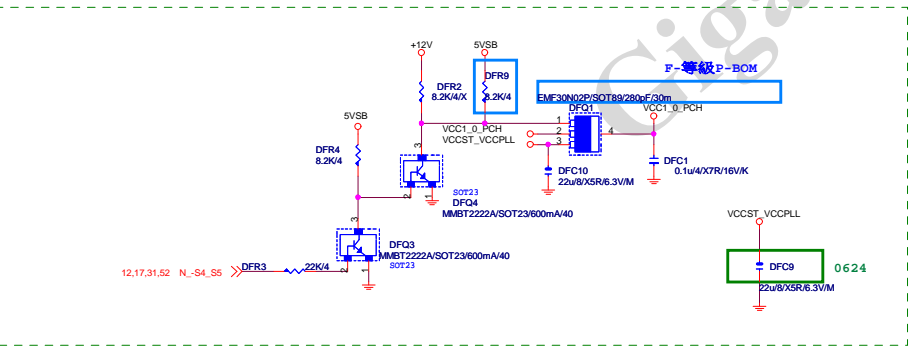 Giga
+12V
5VSB
F-等級P-BOM
DFR2
8.2K/4/X
DFR9
8.2K/4
EMF30N02P/SOT89/280pF/30m
DFQ1
VCC1_0_PCH
5VSB
1
2
3
4
VCC1_0_PCH
VCCST_VCCPLL
DFR4
8.2K/4
3
2
1
SOT23
DFQ4
MMBT2222A/SOT23/600mA/40
DFC10
22u/8/X5R/6.3V/M
DFC1
0.1u/4/X7R/16V/K
VCCST_VCCPLL
3
DFQ3
MMBT2222A/SOT23/600mA/40
SOT23
2
1
12,17,31,52 N_-S4_S5
DFR3
22K/4
DFC9
0624
22u/8/X5R/6.3V/M